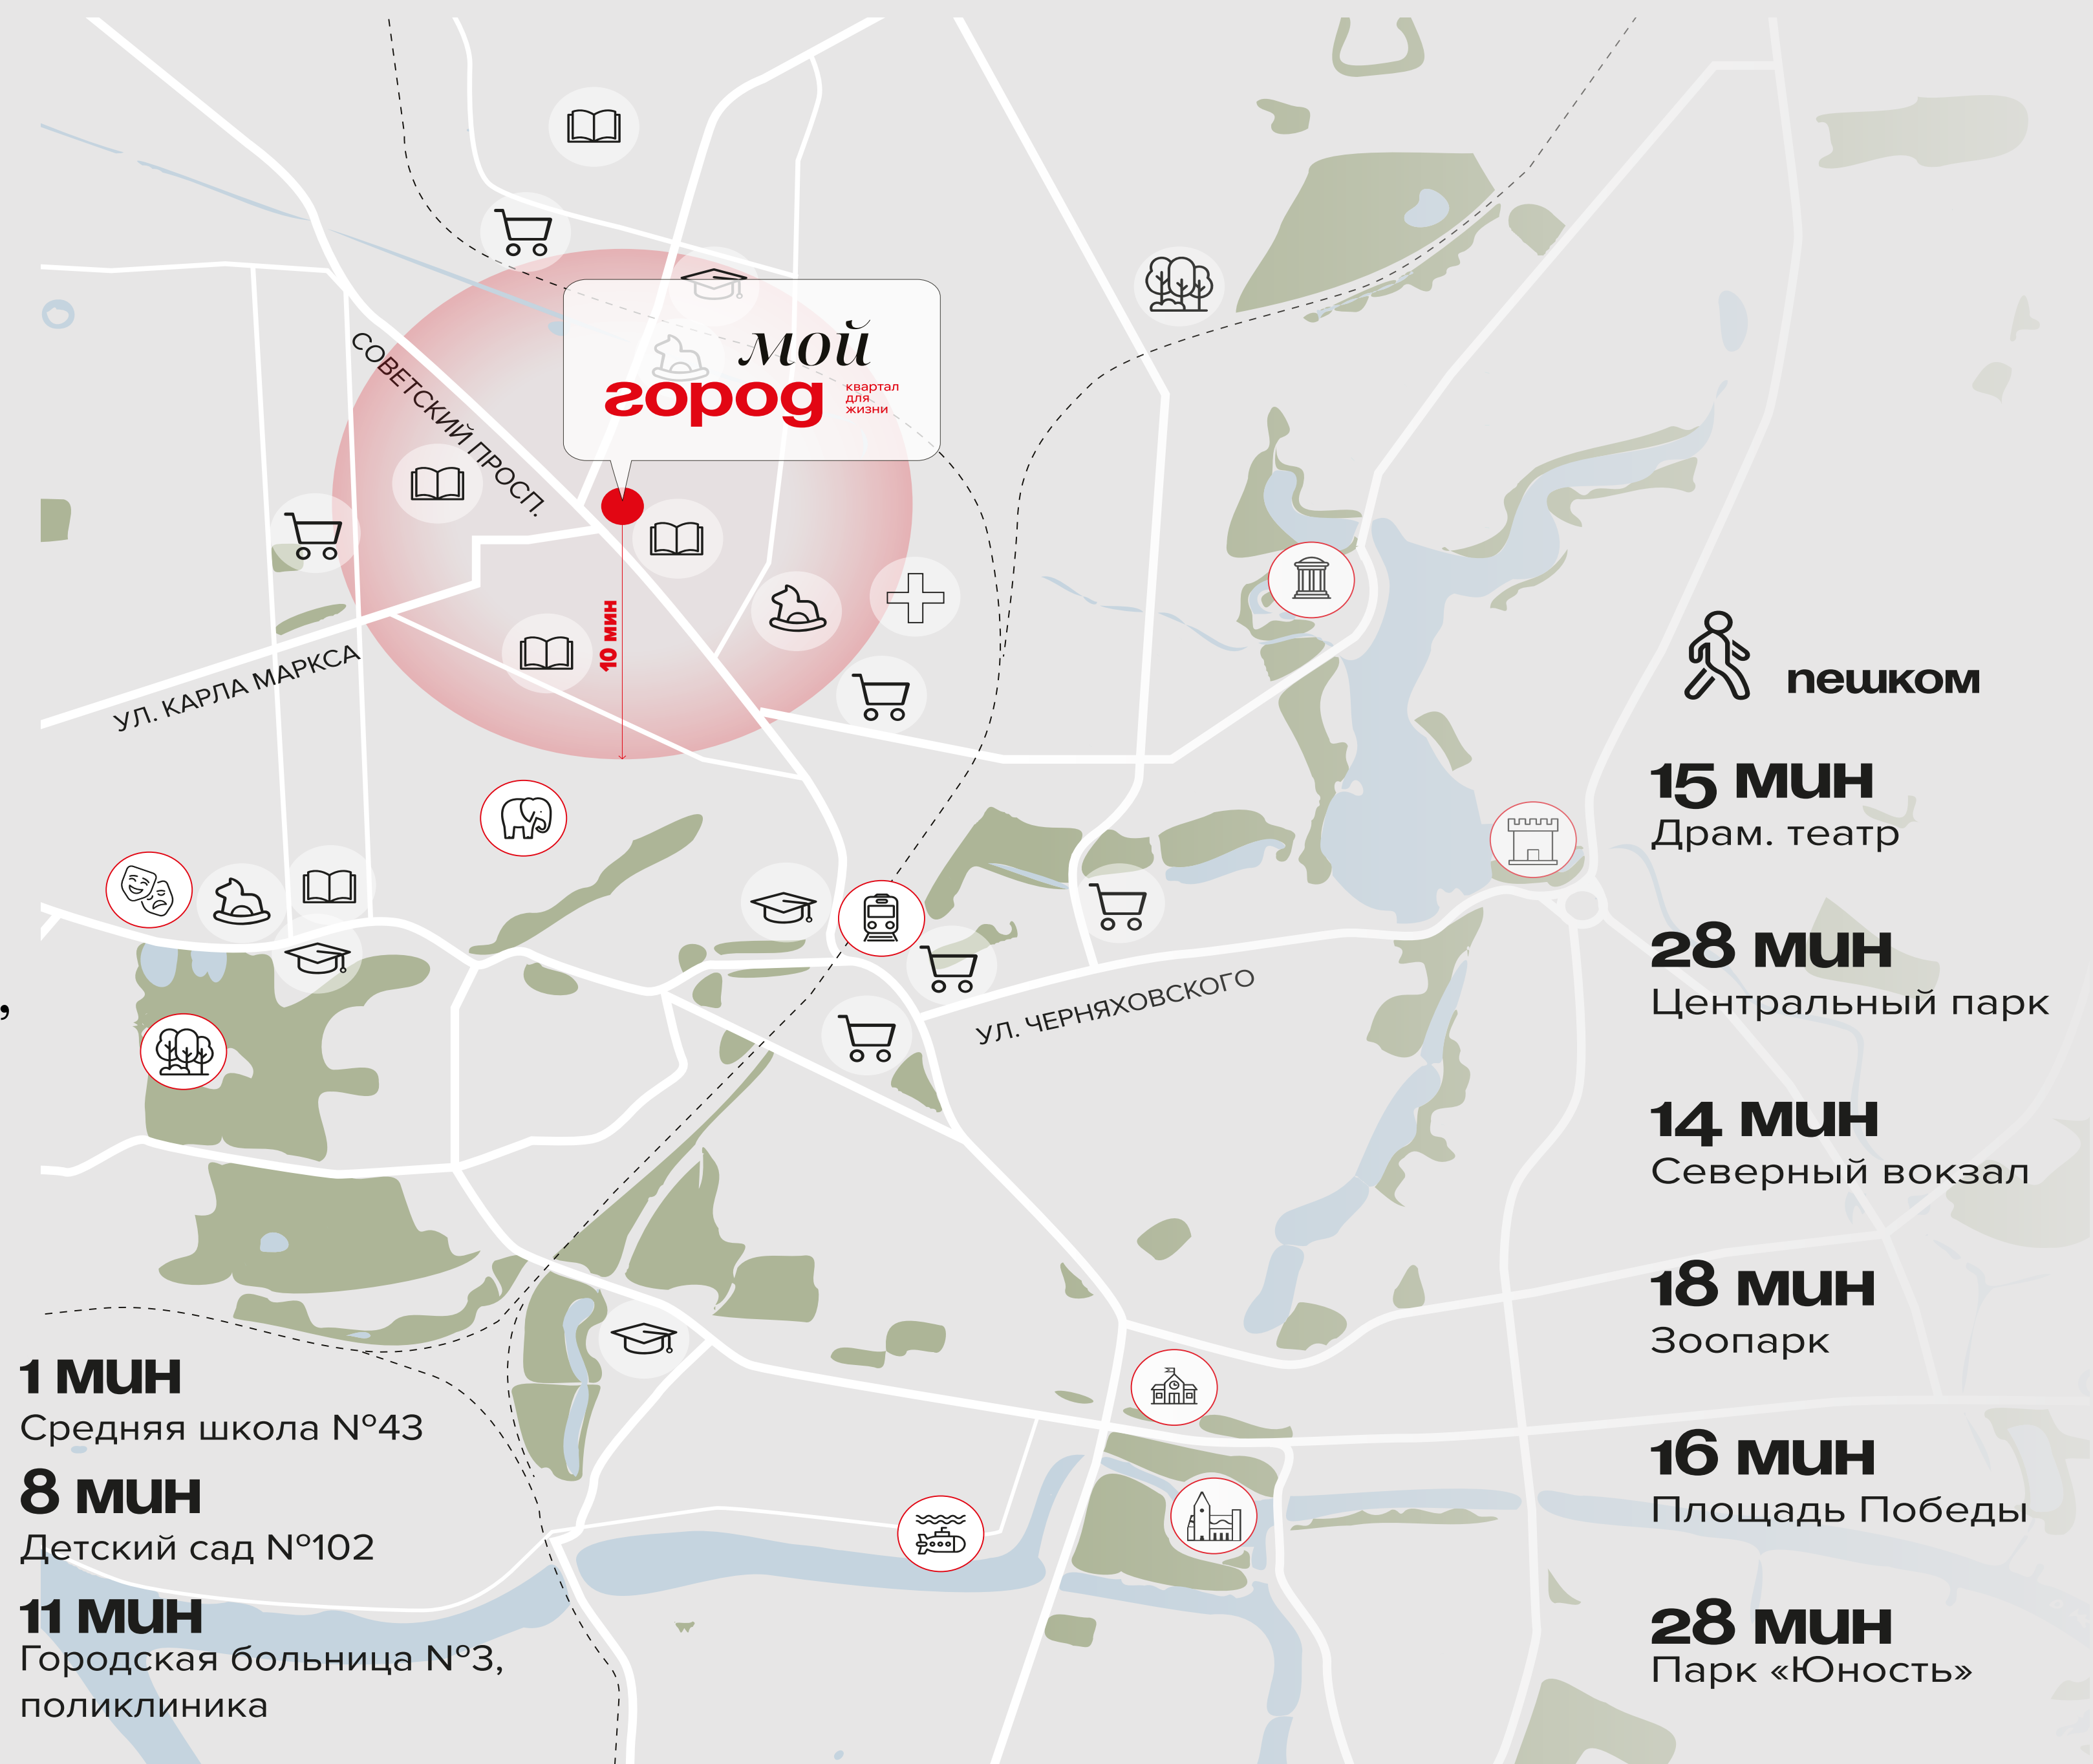 мой
город
квартал
для
жизни
СОВЕТСКИЙ ПРОСП.
10 мин
УЛ. КАРЛА МАРКСА
УЛ. ЧЕРНЯХОВСКОГО
пешком
15 мин
Драм. театр
28 мин
Центральный парк
14 мин
Северный вокзал
18 мин
Зоопарк
16 мин
Площадь Победы
28 мин
Парк «Юность»
,
1 мин
Средняя школа №43
8 мин
Детский сад №102
11 мин
Городская больница №3,
поликлиника